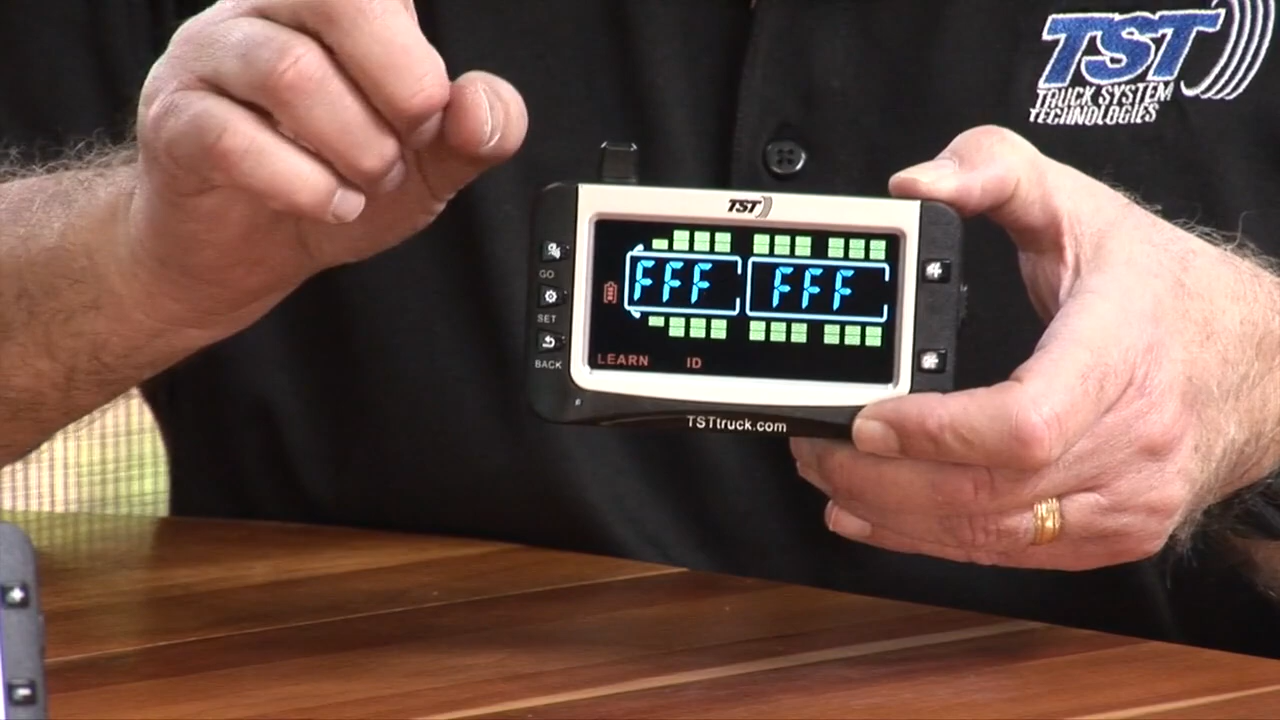 TST
TRUCK SYSTEM
TECHNOLOGIES
TST
GO
SET
BACK
FFF FFF
LEARN ID
TSTtruck.com